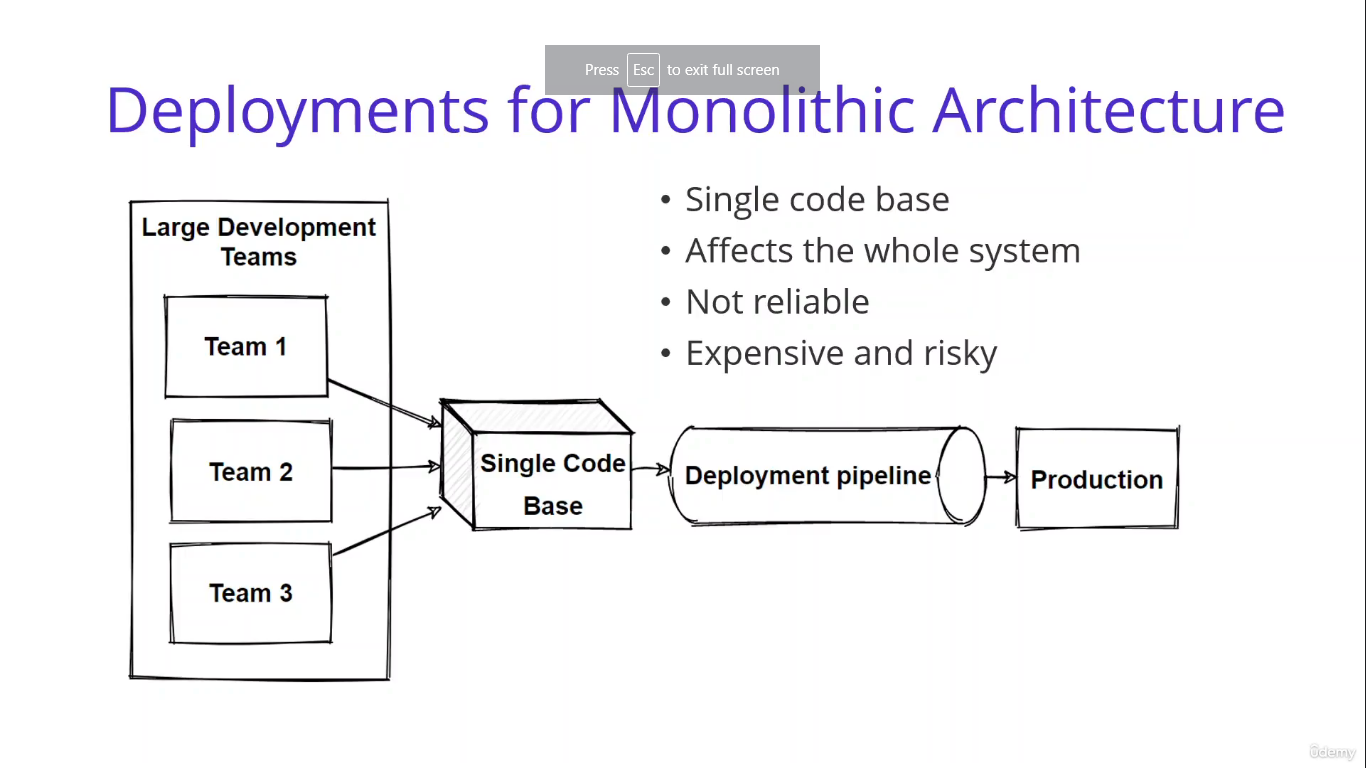 Press Esc to exit full screen
Deployments for Monolithic Architecture
Large Development
Teams
Team 1
Team 2
Team 3
• Single code base
• Affects the whole system
• Not reliable
• Expensive and risky
Single Code
Base
Deployment pipeline
Production
ûdemy